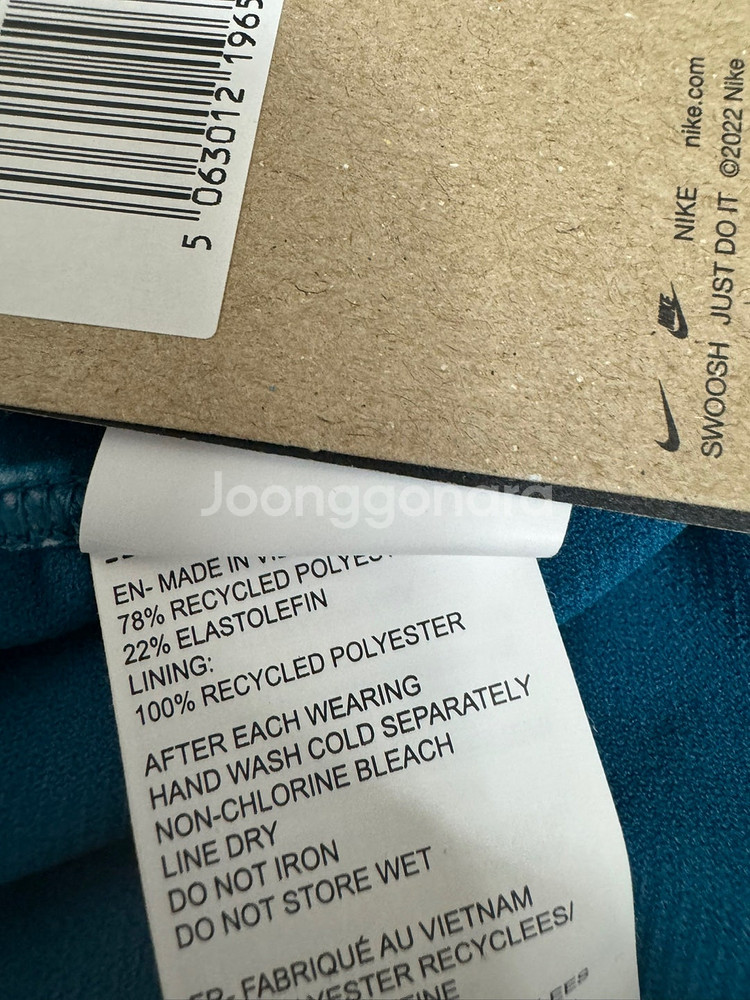 5 063012 1965
NIKE nike.com
SWOOSH JUST DO IT ©2022 Nike
NIKE
Joonggonara
EN- MADE IN
78% RECYCLED
22% ELASTOLEFIN
LINING:
100% RECYCLED POLYESTER
AFTER EACH WEARING
HAND WASH COLD SEPARATELY
NON-CHLORINE BLEACH
LINE DRY
DO NOT IRON
DO NOT STORE WET
FR- FABRIQUÉ AU VIETNAM
RECYCLEES/